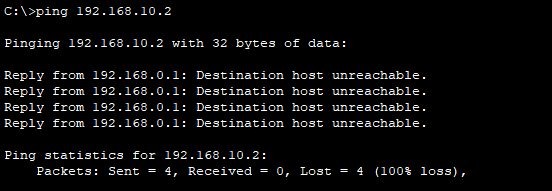 C:\>ping 192.168.10.2
Pinging 192.168.10.2 with 32 bytes of data:
Reply from 192.168.0.1: Destination host unreachable.
Reply from 192.168.0.1: Destination host unreachable.
Reply from 192.168.0.1: Destination host unreachable.
Reply from 192.168.0.1: Destination host unreachable.
Ping statistics for 192.168.10.2:
    Packets: Sent = 4, Received = 0, Lost = 4 (100% loss),